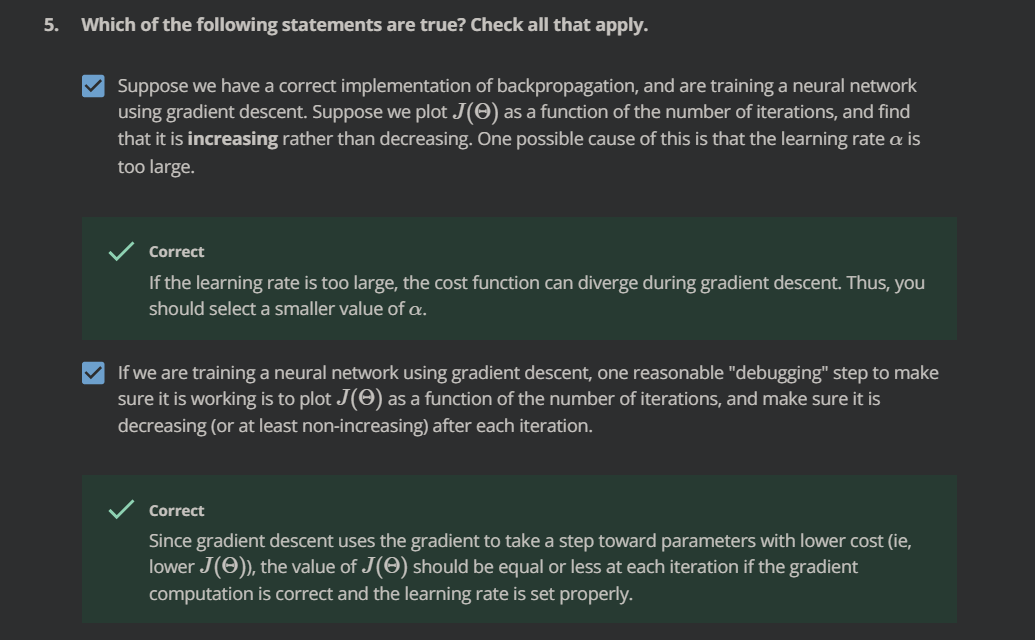 5. Which of the following statements are true? Check all that apply.
Suppose we have a correct implementation of backpropagation, and are training a neural network
using gradient descent. Suppose we plot J(Θ) as a function of the number of iterations, and find
that it is increasing rather than decreasing. One possible cause of this is that the learning rate α is
too large.
Correct
If the learning rate is too large, the cost function can diverge during gradient descent. Thus, you
should select a smaller value of α.
If we are training a neural network using gradient descent, one reasonable "debugging" step to make
sure it is working is to plot J(Θ) as a function of the number of iterations, and make sure it is
decreasing (or at least non-increasing) after each iteration.
Correct
Since gradient descent uses the gradient to take a step toward parameters with lower cost (ie,
lower J(Θ)), the value of J(Θ) should be equal or less at each iteration if the gradient
computation is correct and the learning rate is set properly.